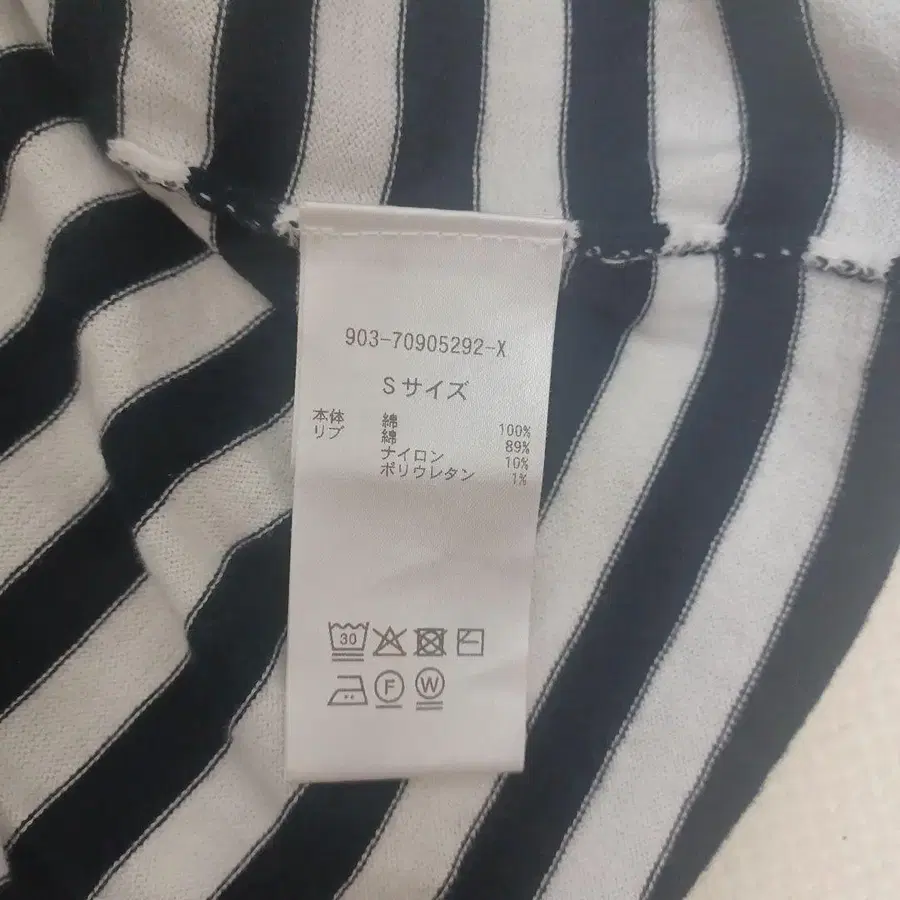 903-70905292-X
Sサイズ
本体 綿 100%
リブ 綿 89%
ナイロン 10%
ポリウレタン 1%
30
F
W